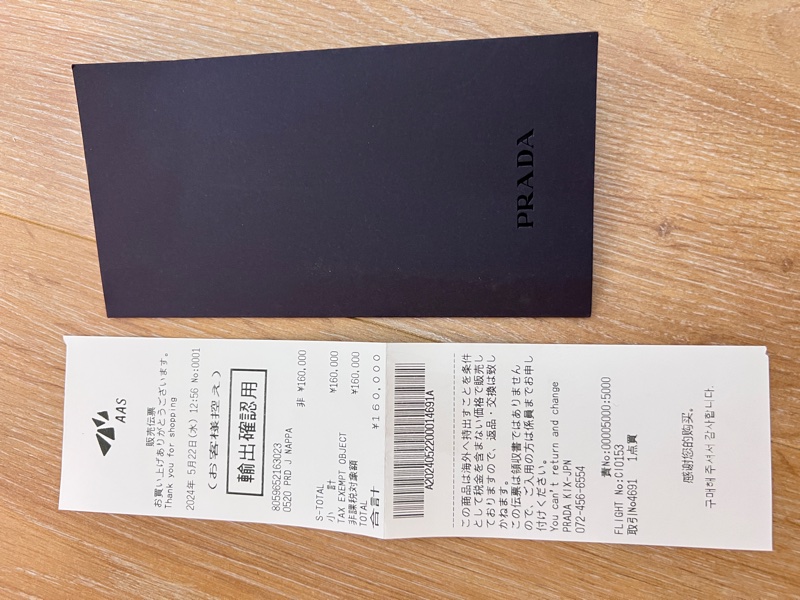 PRADA
AAS
販売伝票
お買い上げありがとうございます。
Thank you for shopping
2024年 5月22日(水) 12:56 No:0001
(お客様控え)
輸出確認用
8059652163023
0520 PRD J NAPPA
非 ¥160,000
S-TOTAL
小 計 ¥160,000
TAX EXEMPT OBJECT
非課税対象額 ¥160,000
TOTAL
合計 ¥160,000
A20240522000014691A
この商品は海外へ持出すことを条件
として税金を含まない価格で販売し
ておりますので、返品・交換は致し
かねます。
この伝票は領収書ではありません
ので、ご入用の方は係員までお申し
付けください。
You can't return and change
PRADA KIX-JPN
072-456-6554
責No:00005000:5000
FLIGHT No:CI0153
取引No4691 1点買
感谢您的购买。
구매해 주셔서 감사합니다.